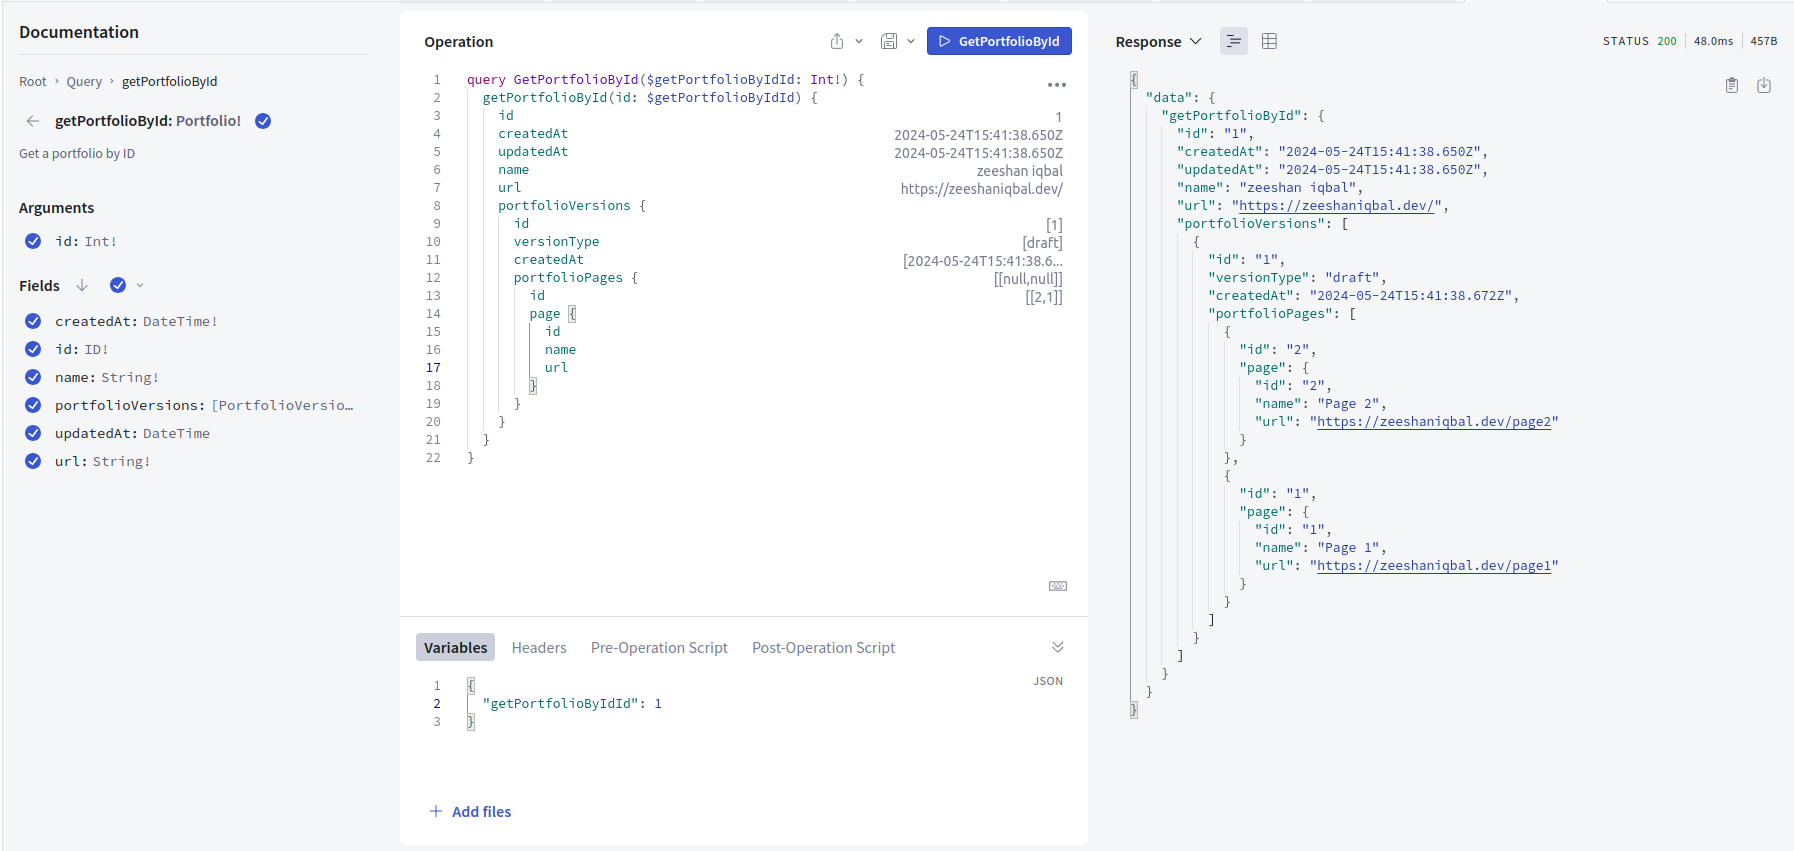 Documentation
Root › Query › getPortfolioById
getPortfolioById: Portfolio!
Get a portfolio by ID
Arguments
id: Int!
Fields
createdAt: DateTime!
id: ID!
name: String!
portfolioVersions: [PortfolioVersio…
updatedAt: DateTime
url: String!
Operation
GetPortfolioById
1 query GetPortfolioById($getPortfolioByIdId: Int!) {
2 getPortfolioById(id: $getPortfolioByIdId) {
3 id 1
4 createdAt 2024-05-24T15:41:38.650Z
5 updatedAt 2024-05-24T15:41:38.650Z
6 name zeeshan iqbal
7 url https://zeeshaniqbal.dev/
8 portfolioVersions {
9 id [1]
10 versionType [draft]
11 createdAt [2024-05-24T15:41:38.6...
12 portfolioPages { [[null,null]]
13 id [[2,1]]
14 page {
15 id
16 name
17 url
18 }
19 }
20 }
21 }
22 }
Variables Headers Pre-Operation Script Post-Operation Script
JSON
1 {
2 "getPortfolioByIdId": 1
3 }
+ Add files
Response
STATUS 200 48.0ms 457B
{
"data": {
"getPortfolioById": {
"id": "1",
"createdAt": "2024-05-24T15:41:38.650Z",
"updatedAt": "2024-05-24T15:41:38.650Z",
"name": "zeeshan iqbal",
"url": "https://zeeshaniqbal.dev/",
"portfolioVersions": [
{
"id": "1",
"versionType": "draft",
"createdAt": "2024-05-24T15:41:38.672Z",
"portfolioPages": [
{
"id": "2",
"page": {
"id": "2",
"name": "Page 2",
"url": "https://zeeshaniqbal.dev/page2"
}
},
{
"id": "1",
"page": {
"id": "1",
"name": "Page 1",
"url": "https://zeeshaniqbal.dev/page1"
}
}
]
}
]
}
}
}